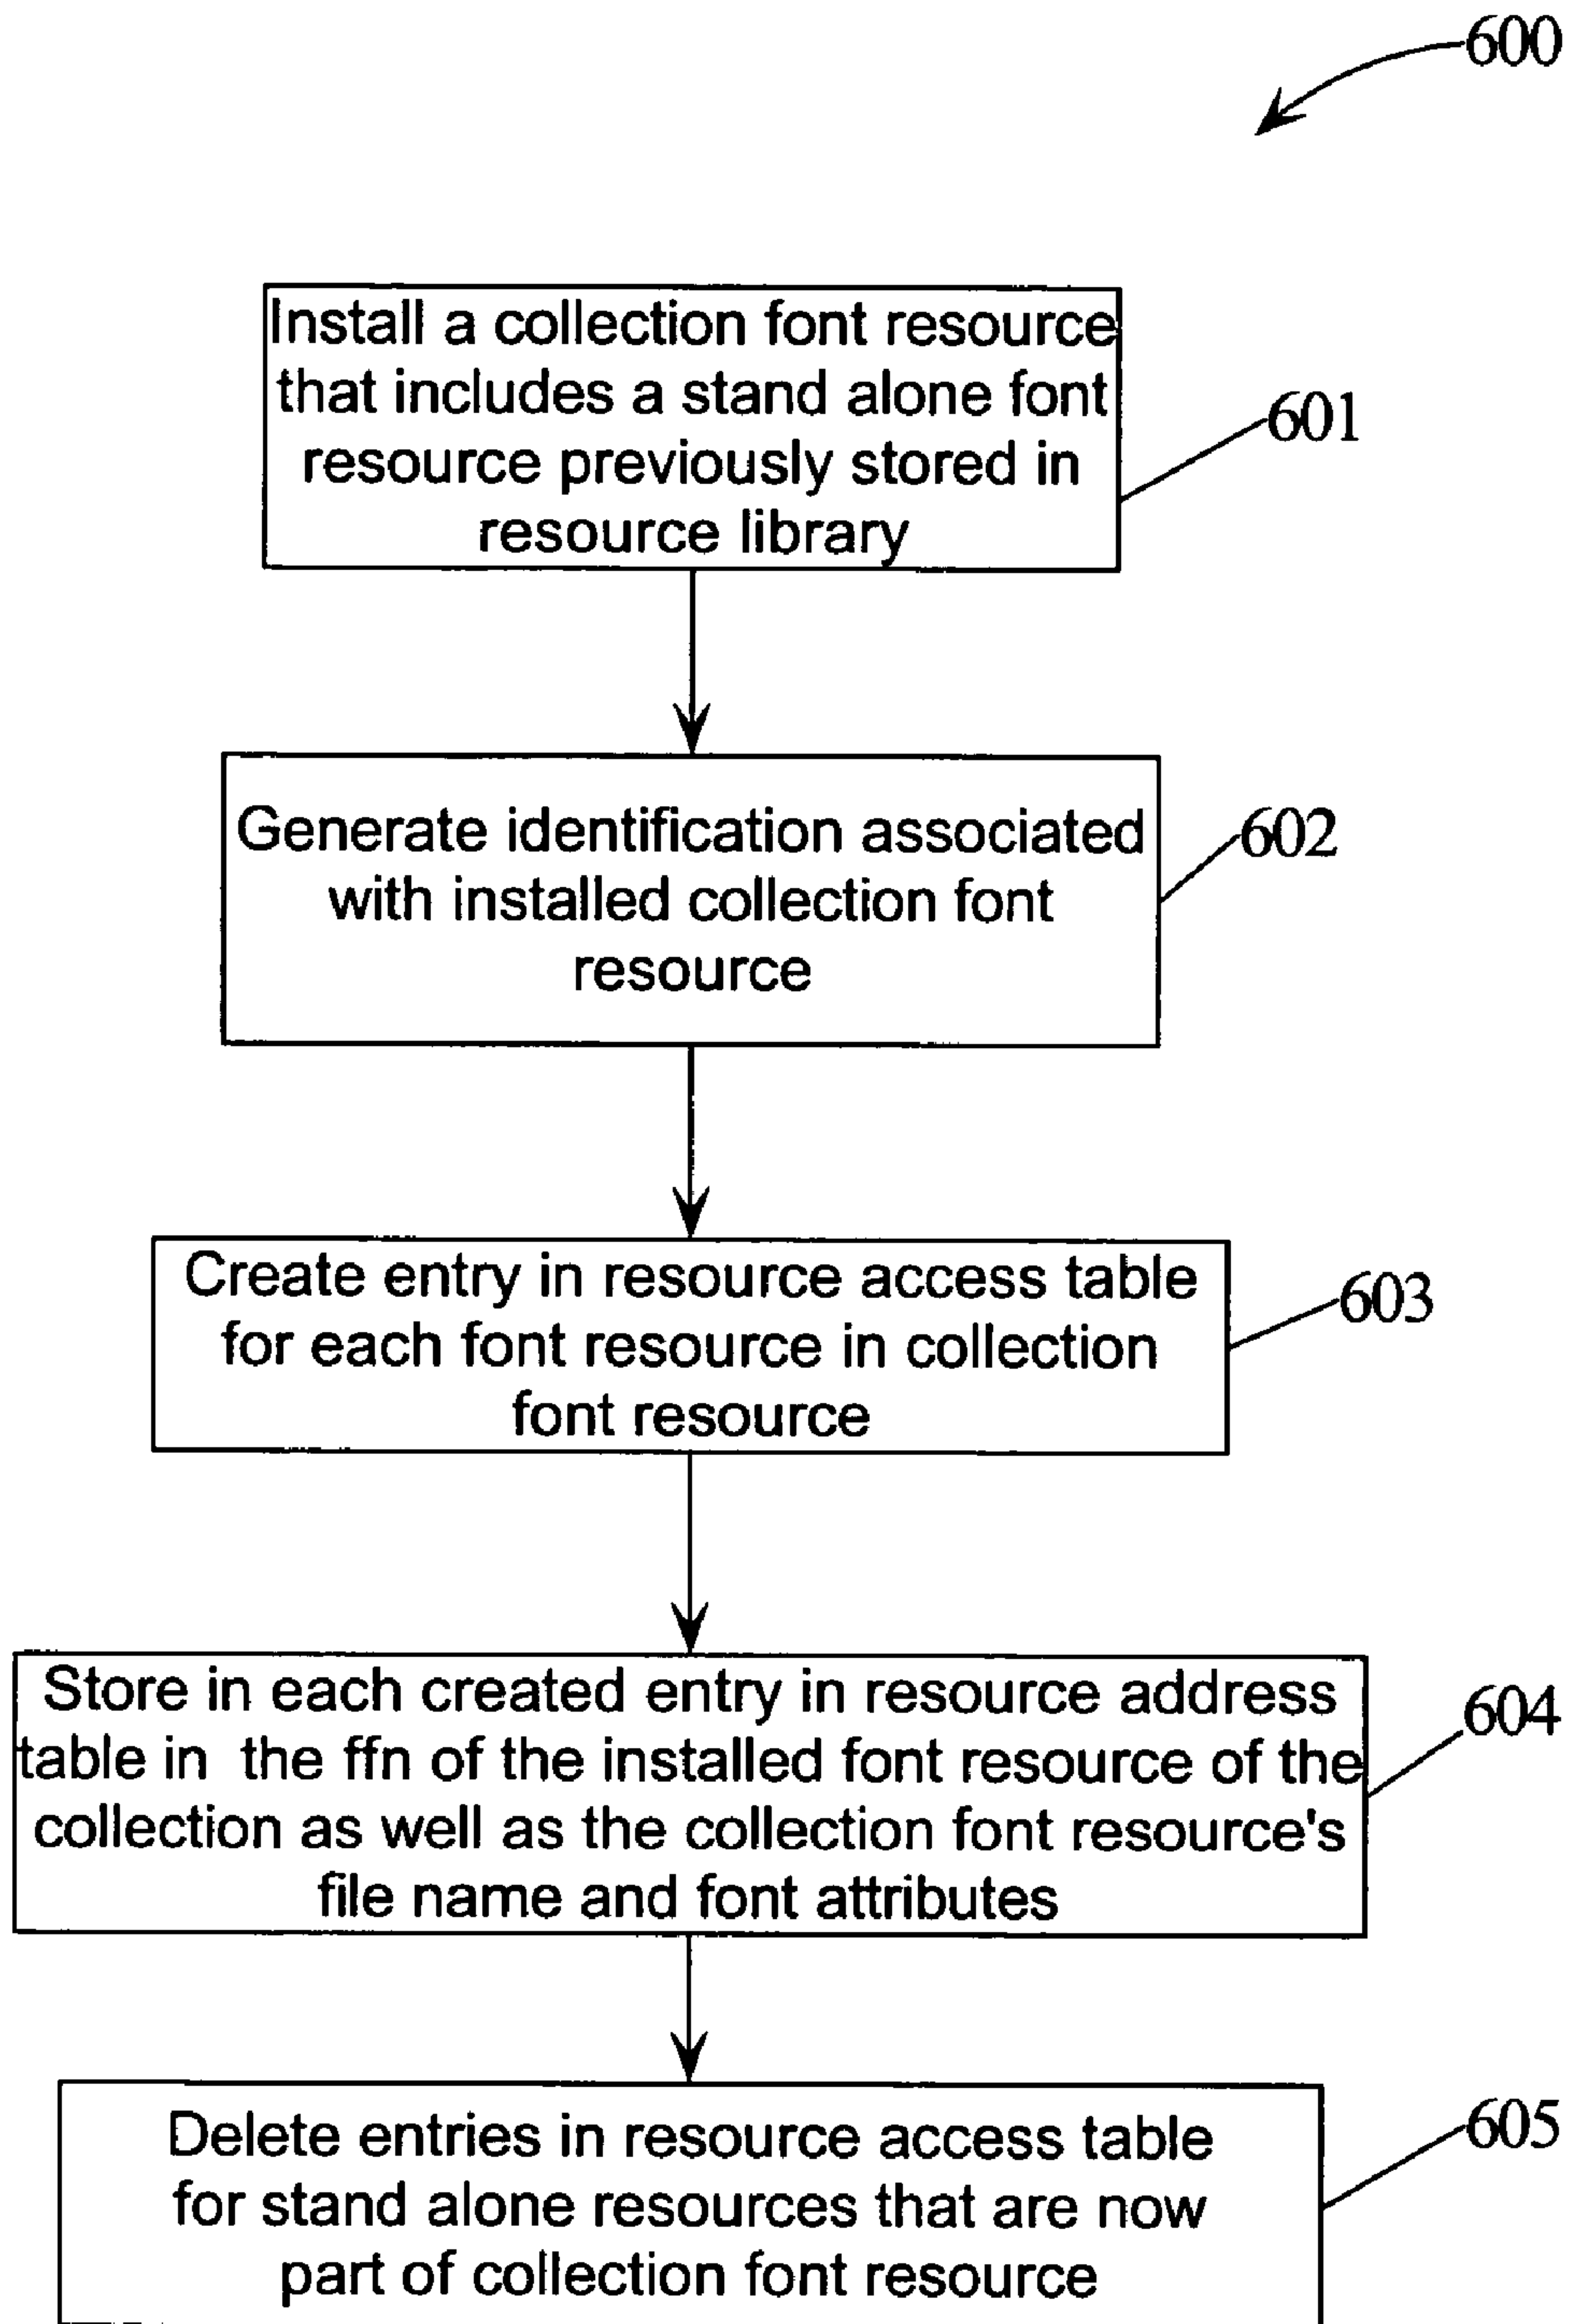 600
Install a collection font resource
that includes a stand alone font
resource previously stored in
resource library
601
Generate identification associated
with installed collection font
resource
602
Create entry in resource access table
for each font resource in collection
font resource
603
Store in each created entry in resource address
table in the ffn of the installed font resource of the
collection as well as the collection font resource's
file name and font attributes
604
Delete entries in resource access table
for stand alone resources that are now
part of collection font resource
605